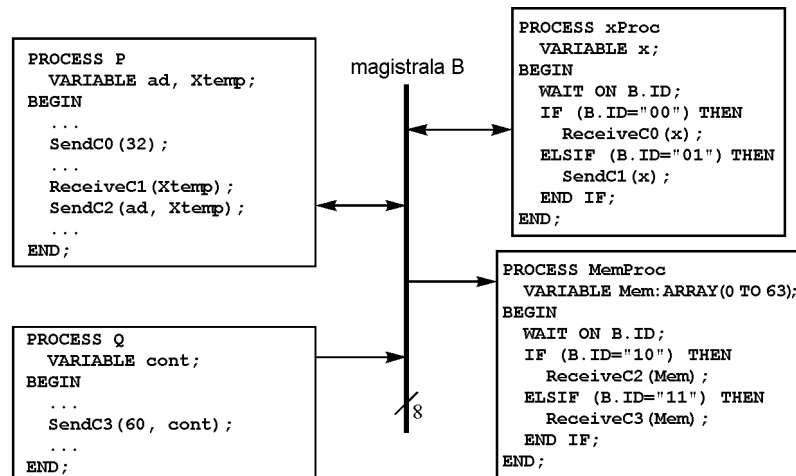 PROCESS P
VARIABLE ad, Xtemp;
BEGIN
...
SendC0(32);
...
ReceiveC1(Xtemp);
SendC2(ad, Xtemp);
...
END;
PROCESS Q
VARIABLE cont;
BEGIN
...
SendC3(60, cont);
...
END;
magistrala B
8
PROCESS xProc
VARIABLE x;
BEGIN
WAIT ON B.ID;
IF (B.ID="00") THEN
ReceiveC0(x);
ELSIF (B.ID="01") THEN
SendC1(x);
END IF;
END;
PROCESS MemProc
VARIABLE Mem:ARRAY(0 TO 63);
BEGIN
WAIT ON B.ID;
IF (B.ID="10") THEN
ReceiveC2(Mem);
ELSIF (B.ID="11") THEN
ReceiveC3(Mem);
END IF;
END;